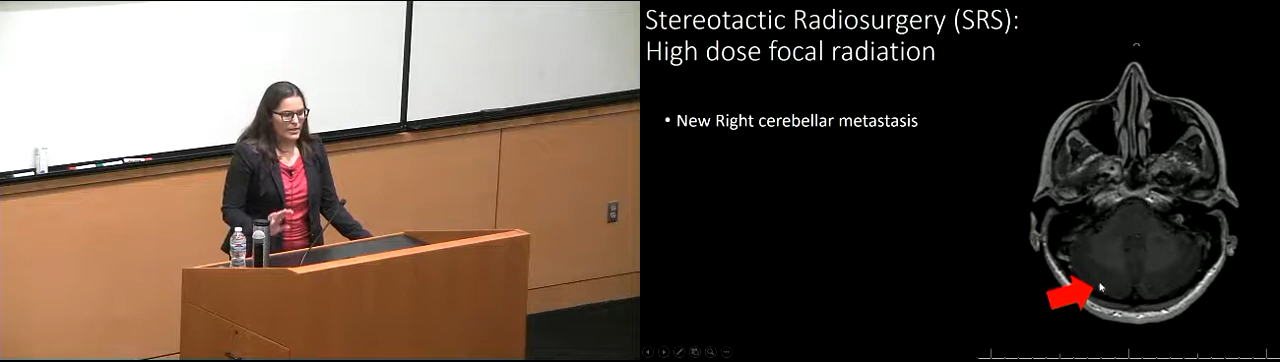 Stereotactic Radiosurgery (SRS):
High dose focal radiation
• New Right cerebellar metastasis